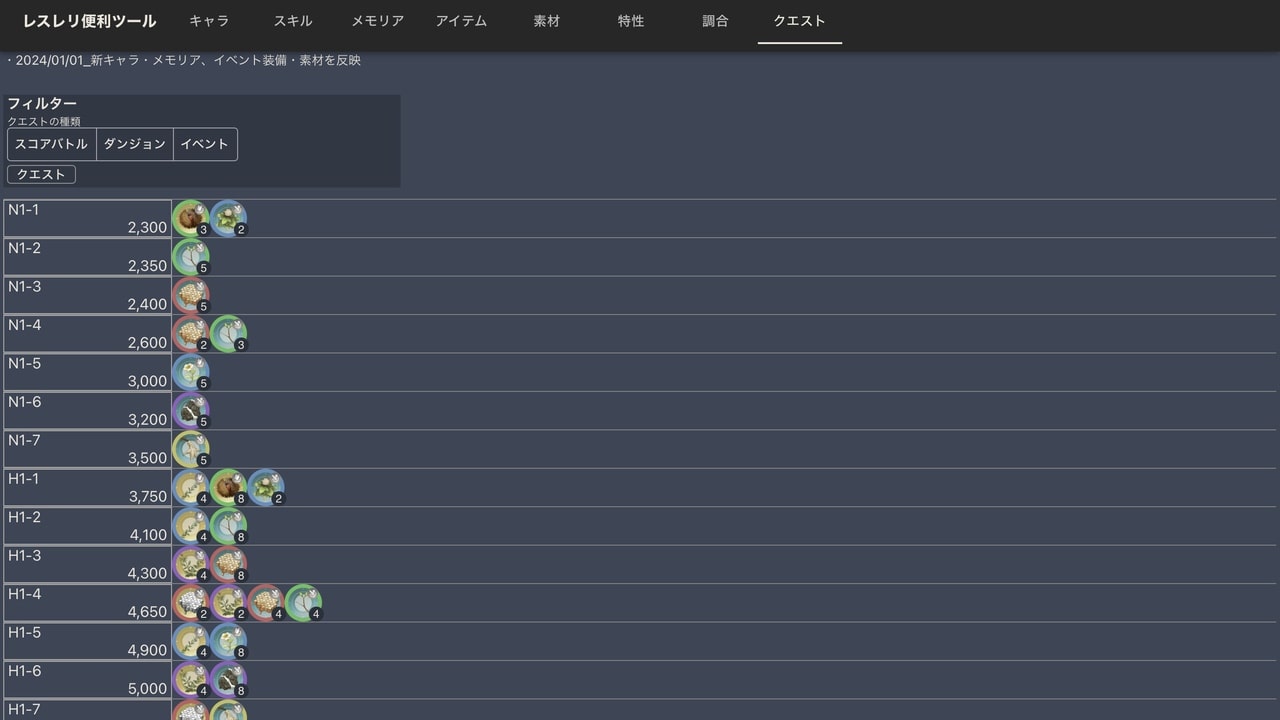 レスレリ便利ツール キャラ スキル メモリア アイテム 素材 特性 調合 クエスト
・2024/01/01_新キャラ・メモリア、イベント装備・素材を反映
フィルター
クエストの種類
スコアバトル ダンジョン イベント
クエスト
N1-1
2,300 3 2
N1-2
2,350 5
N1-3
2,400 5
N1-4
2,600 2 3
N1-5
3,000 5
N1-6
3,200 5
N1-7
3,500 5
H1-1
3,750 4 8 2
H1-2
4,100 4 8
H1-3
4,300 4 8
H1-4
4,650 2 2 4 4
H1-5
4,900 4 8
H1-6
5,000 4 8
H1-7